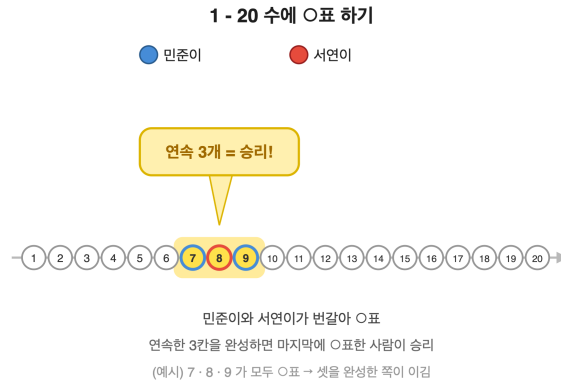 1 - 20 수에 ○표 하기
민준이 서연이
연속 3개 = 승리!
1 2 3 4 5 6 7 8 9 10 11 12 13 14 15 16 17 18 19 20
민준이와 서연이가 번갈아 ○표
연속한 3칸을 완성하면 마지막에 ○표한 사람이 승리
(예시) 7 · 8 · 9 가 모두 ○표 → 셋을 완성한 쪽이 이김